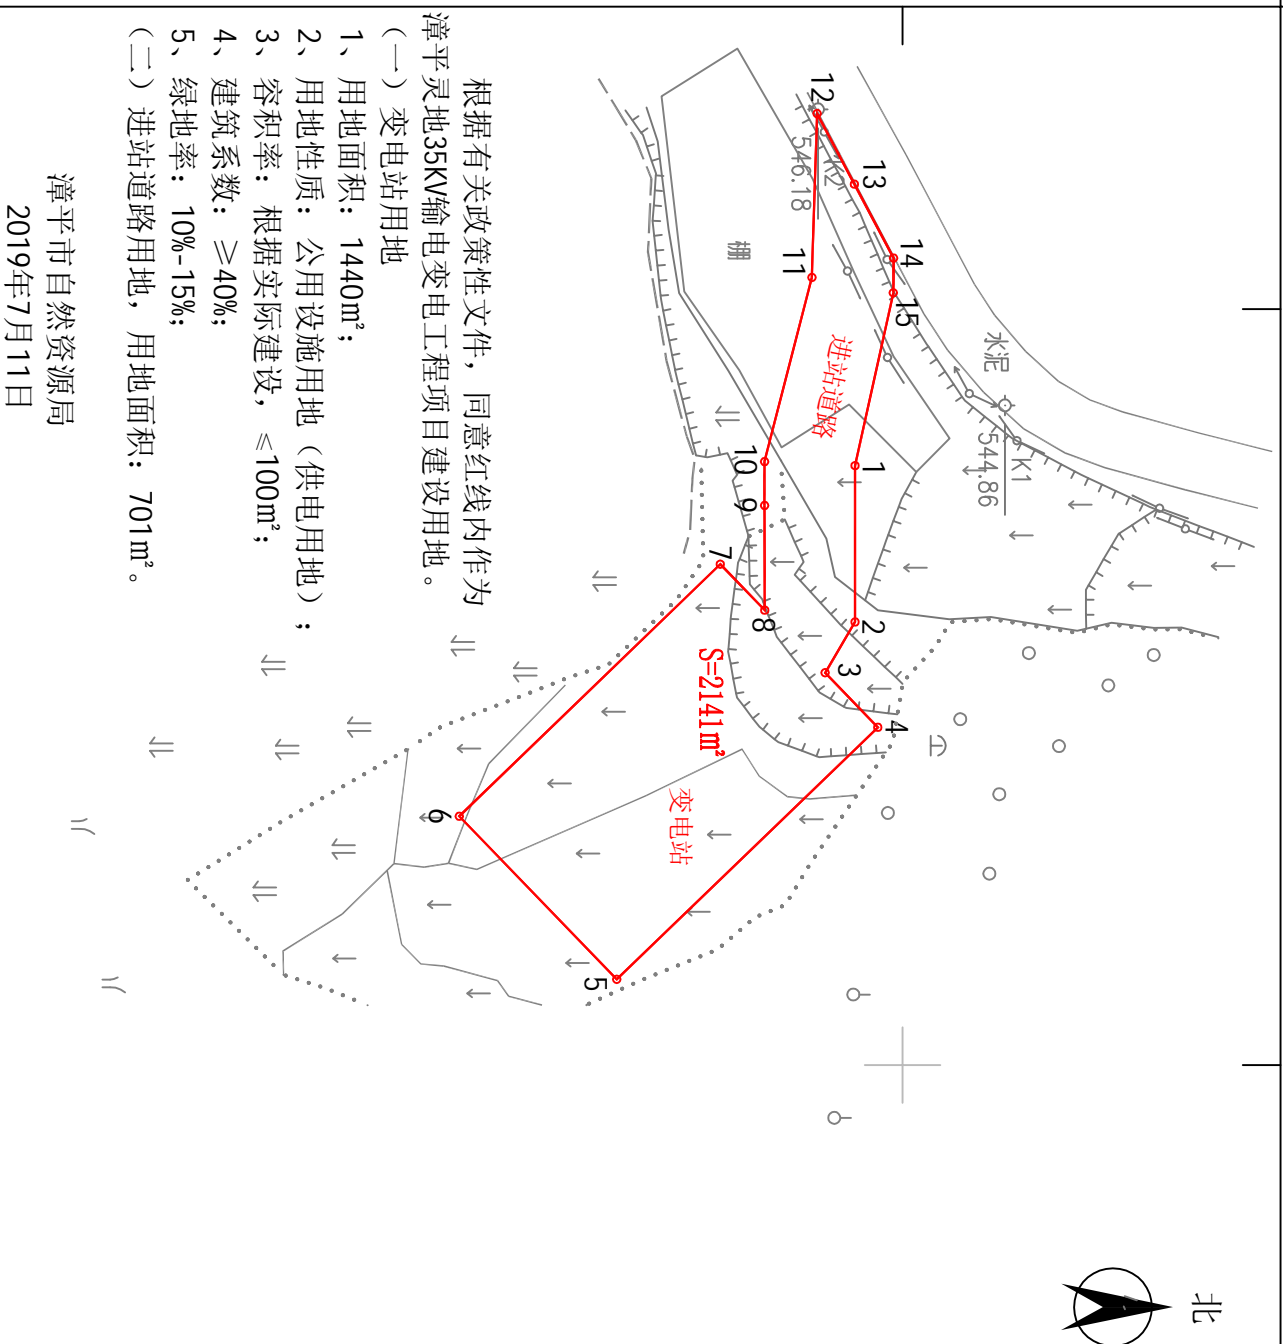 北
12
13
14
15
546.18
K2
棚
11
进站道路
水泥
K1
544.86
10
9
1
7
8
2
3
4
S=2141m²
变电站
6
5
根据有关政策性文件，同意红线内作为
漳平灵地35KV输电变电工程项目建设用地。
（一）变电站用地
1、用地面积：1440m²；
2、用地性质：公用设施用地（供电用地）；
3、容积率：根据实际建设，≤100m²；
4、建筑系数：≥40%；
5、绿地率：10%-15%；
（二）进站道路用地，用地面积：701m²。
漳平市自然资源局
2019年7月11日